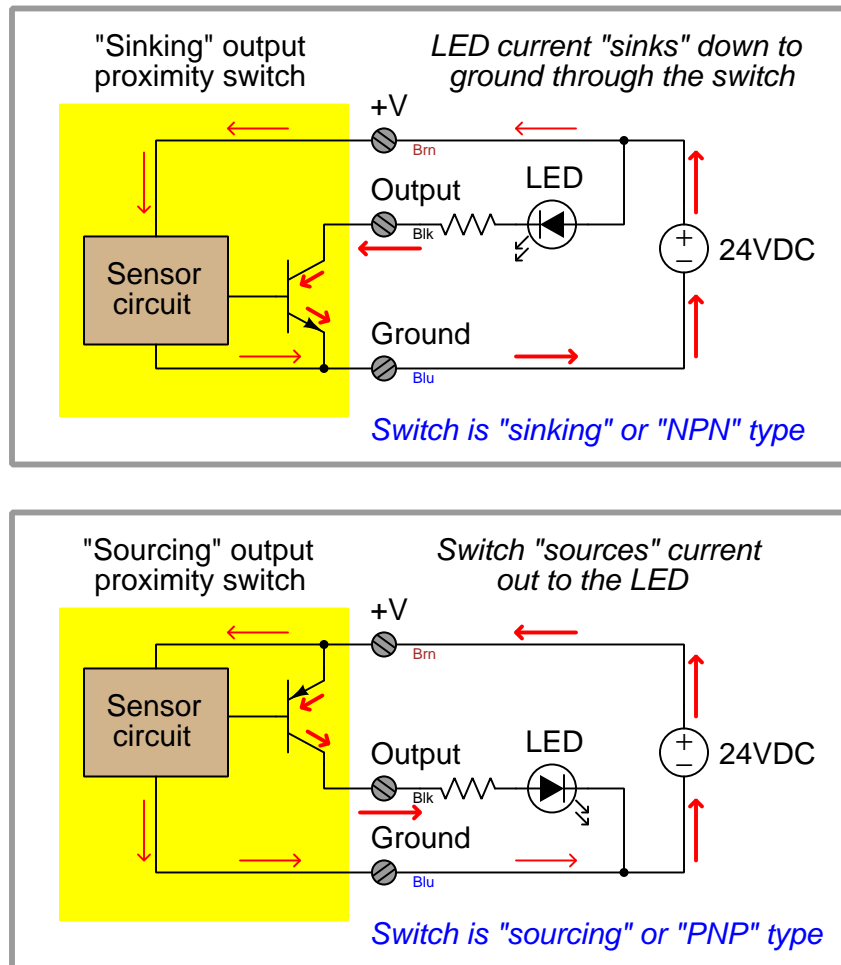 "Sinking" output
proximity switch
LED current "sinks" down to
ground through the switch
+V
Brn
Output
LED
Blk
Sensor
circuit
+
−
24VDC
Ground
Blu
Switch is "sinking" or "NPN" type
"Sourcing" output
proximity switch
Switch "sources" current
out to the LED
+V
Brn
Sensor
circuit
Output
LED
Blk
+
−
24VDC
Ground
Blu
Switch is "sourcing" or "PNP" type